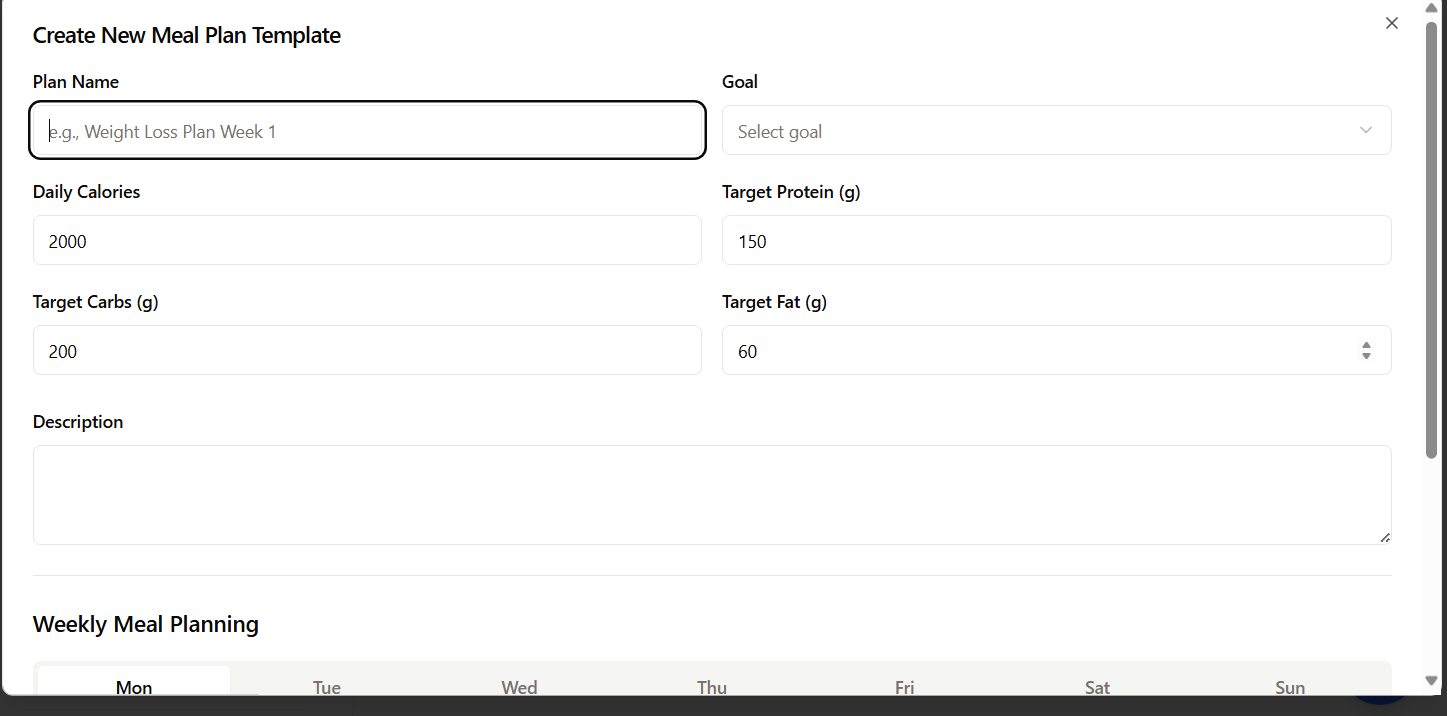 Create New Meal Plan Template
Plan Name
Goal
e.g., Weight Loss Plan Week 1
Select goal
Daily Calories
Target Protein (g)
2000
150
Target Carbs (g)
Target Fat (g)
200
60
Description
Weekly Meal Planning
Mon Tue Wed Thu Fri Sat Sun